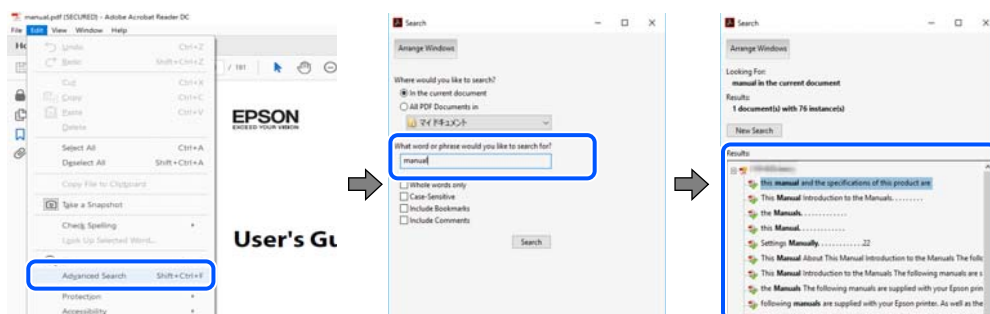 manual.pdf (SECURED) - Adobe Acrobat Reader DC
File Edit View Window Help
Undo Ctrl+Z
Redo Shift+Ctrl+Z
Cut Ctrl+X
Copy Ctrl+C
Paste Ctrl+V
Delete
Select All Ctrl+A
Deselect All Shift+Ctrl+A
Copy File to Clipboard
Take a Snapshot
Check Spelling
Look Up Selected Word...
Advanced Search Shift+Ctrl+F
Protection
Accessibility
/ 191
EPSON
EXCEED YOUR VISION
User's Gu
Search
Arrange Windows
Where would you like to search?
In the current document
All PDF Documents in
マイ ドキュメント
What word or phrase would you like to search for?
manual
Whole words only
Case-Sensitive
Include Bookmarks
Include Comments
Search
Search
Arrange Windows
Looking For:
manual in the current document
Results:
1 document(s) with 76 instance(s)
New Search
Results:
this manual and the specifications of this product are
This Manual Introduction to the Manuals. . . . . . . . .
the Manuals. . . . . . . . . . . . .
this Manual. . . . . . . . . . . . .
Settings Manually. . . . . . . . . . . . .22
This Manual About This Manual Introduction to the Manuals The follo
This Manual Introduction to the Manuals The following manuals are s
the Manuals The following manuals are supplied with your Epson prin
following manuals are supplied with your Epson printer. As well as the